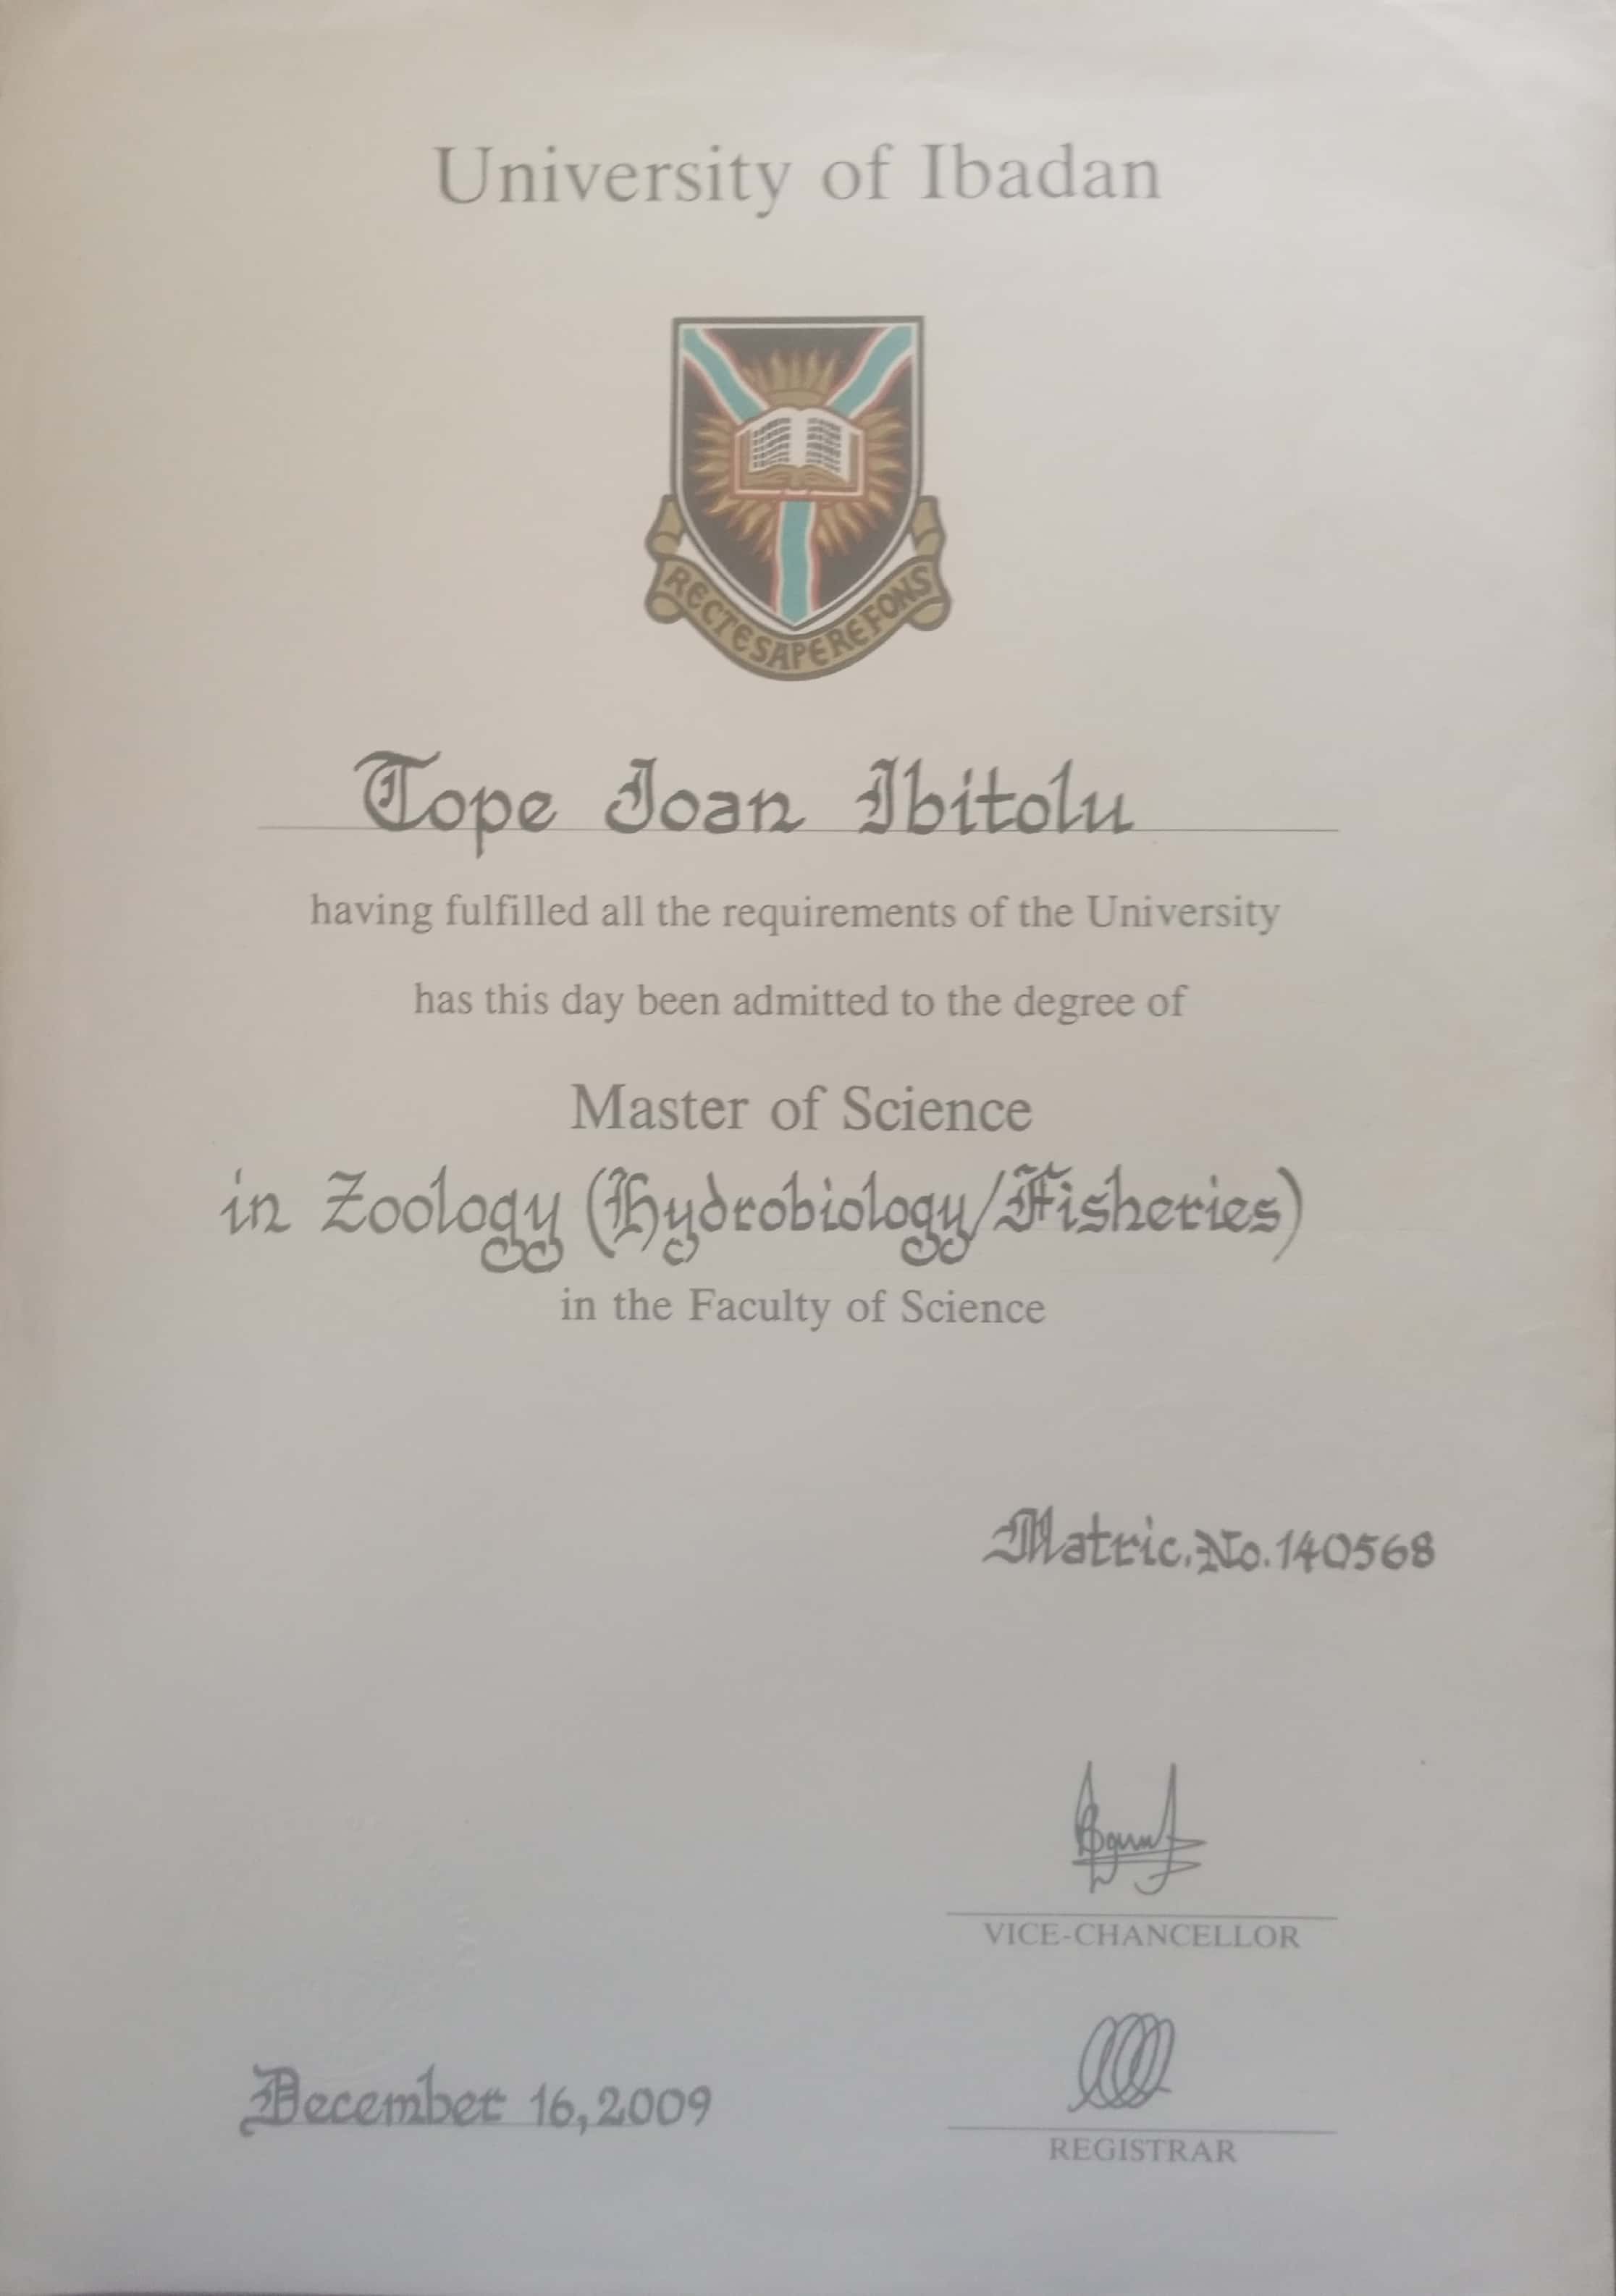 University of Ibadan
RECTE SAPERE FONS
Tope Joan Ibitolu
having fulfilled all the requirements of the University
has this day been admitted to the degree of
Master of Science
in Zoology (Hydrobiology/Fisheries)
in the Faculty of Science
Matric. No. 140568
VICE-CHANCELLOR
December 16, 2009
REGISTRAR